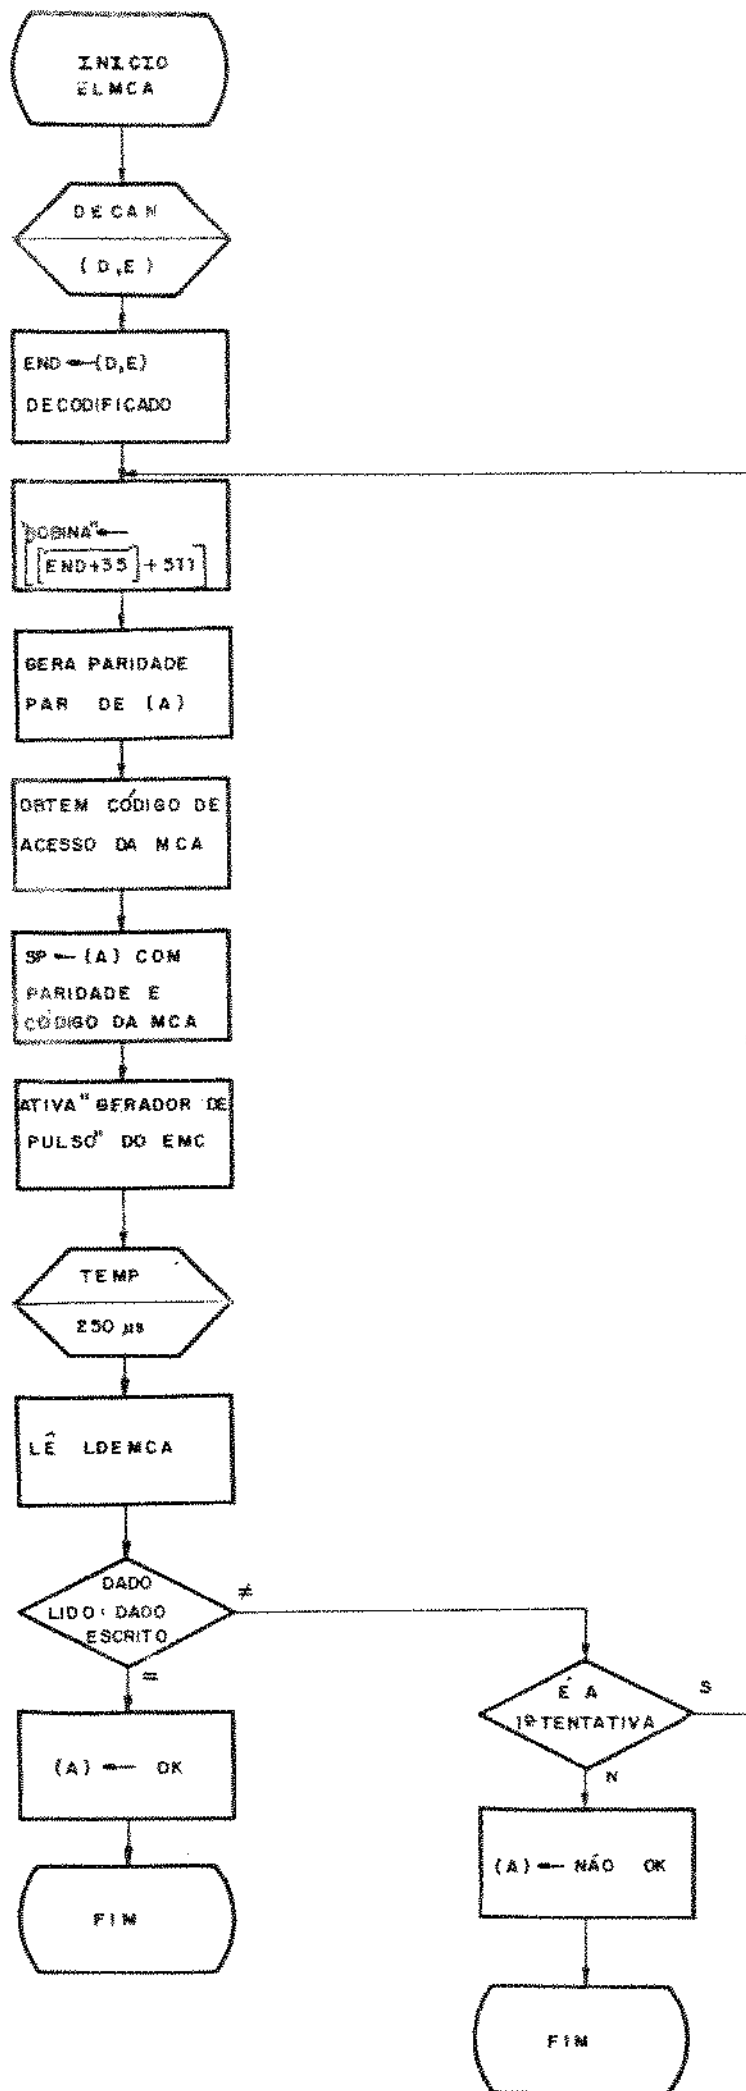 INICIO
ELMCA
DECAN
(D,E)
END ← (D,E)
DECODIFICADO
"BOBINA" ←
[[END+35]+511]
GERA PARIDADE
PAR DE (A)
OBTEM CÓDIGO DE
ACESSO DA MCA
SP ← (A) COM
PARIDADE E
CÓDIGO DA MCA
ATIVA "GERADOR DE
PULSO" DO EMC
TEMP
250 µs
LÊ LDEMCA
DADO
LIDO : DADO
ESCRITO
≠
=
É A
1ª TENTATIVA
S
N
(A) ← OK
(A) ← NÃO OK
FIM
FIM